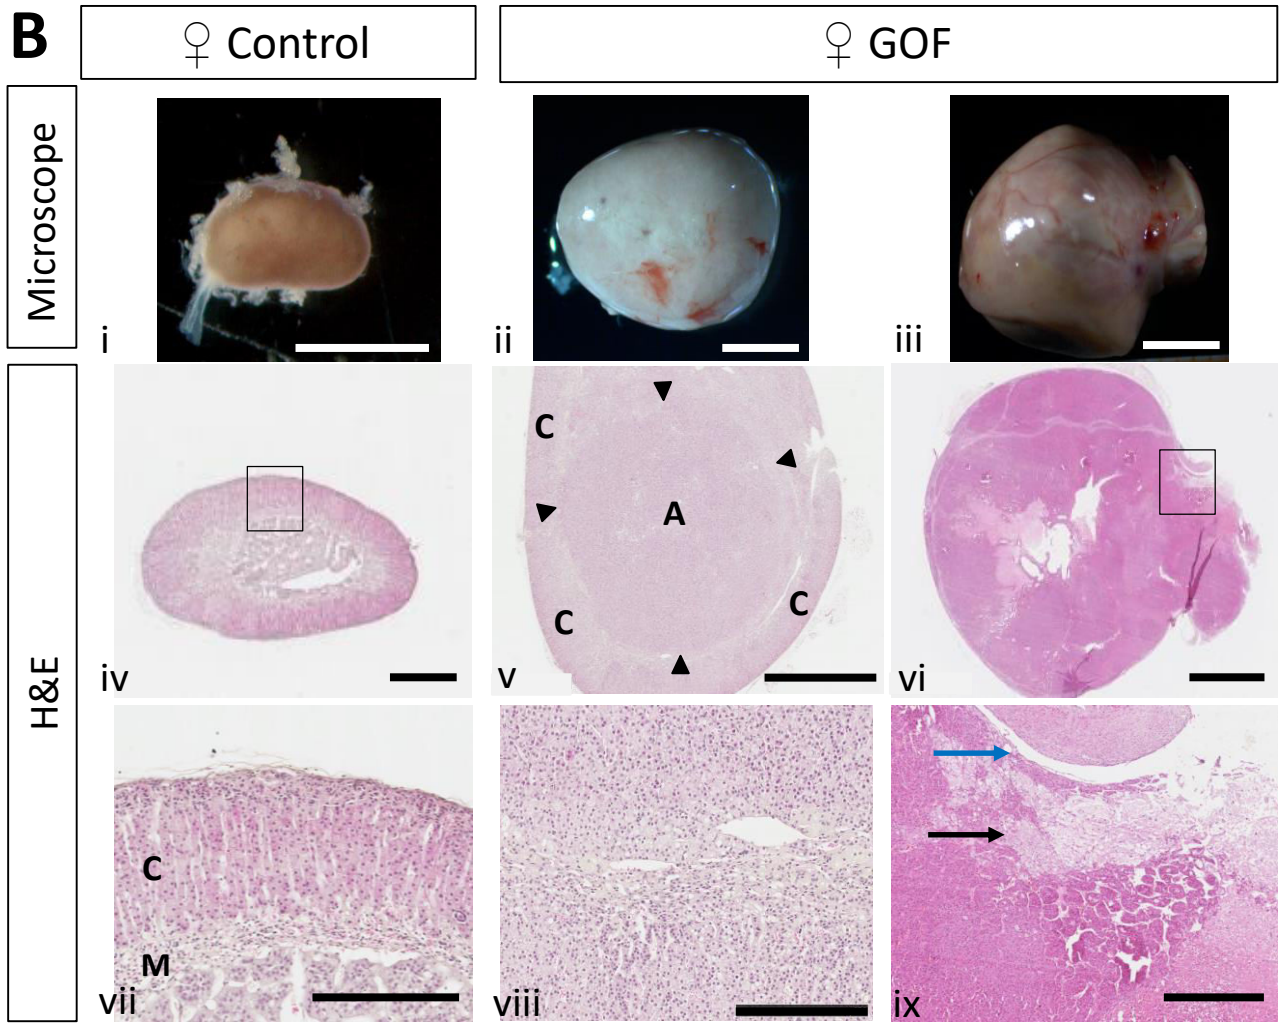 B
♀ Control
♀ GOF
Microscope
i
ii
iii
H&E
iv
C
A
C
C
v
vi
C
M
vii
viii
ix